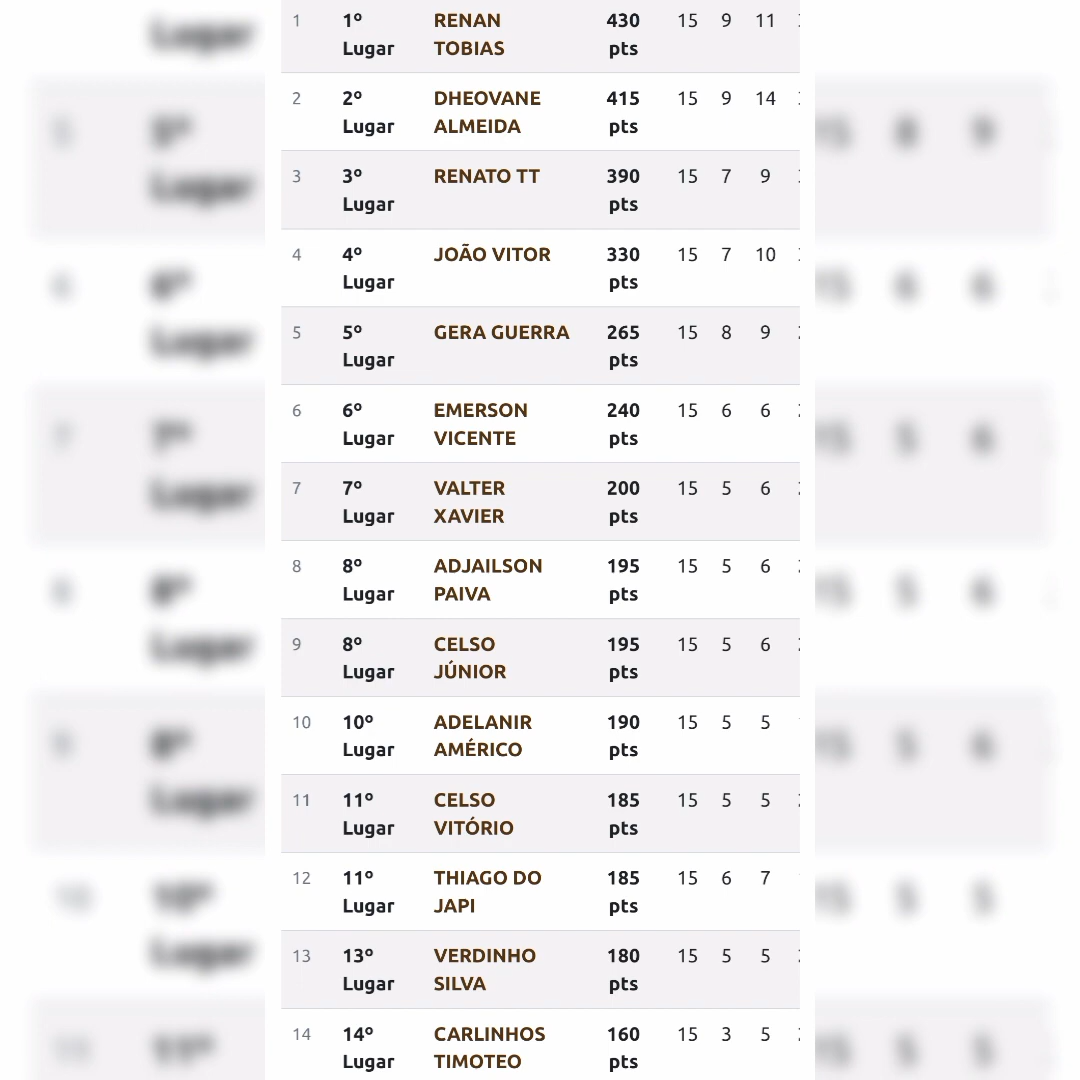 1 1º RENAN 430 15 9 11
Lugar TOBIAS pts
2 2º DHEOVANE 415 15 9 14
Lugar ALMEIDA pts
3 3º RENATO TT 390 15 7 9
Lugar pts
4 4º JOÃO VITOR 330 15 7 10
Lugar pts
5 5º GERA GUERRA 265 15 8 9
Lugar pts
6 6º EMERSON 240 15 6 6
Lugar VICENTE pts
7 7º VALTER 200 15 5 6
Lugar XAVIER pts
8 8º ADJAILSON 195 15 5 6
Lugar PAIVA pts
9 8º CELSO 195 15 5 6
Lugar JÚNIOR pts
10 10º ADELANIR 190 15 5 5
Lugar AMÉRICO pts
11 11º CELSO 185 15 5 5
Lugar VITÓRIO pts
12 11º THIAGO DO 185 15 6 7
Lugar JAPI pts
13 13º VERDINHO 180 15 5 5
Lugar SILVA pts
14 14º CARLINHOS 160 15 3 5
Lugar TIMOTEO pts